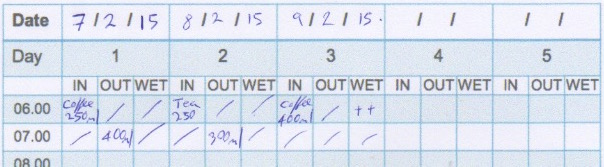 Date 7/2/15 8/2/15 9/2/15. / / / /
Day 1 2 3 4 5
IN OUT WET IN OUT WET IN OUT WET IN OUT WET IN OUT WET
06.00 Coffee 250ml / / Tea 250 / / Coffee 400ml / ++
07.00 / 400ml / / 300ml / / / /
08.00